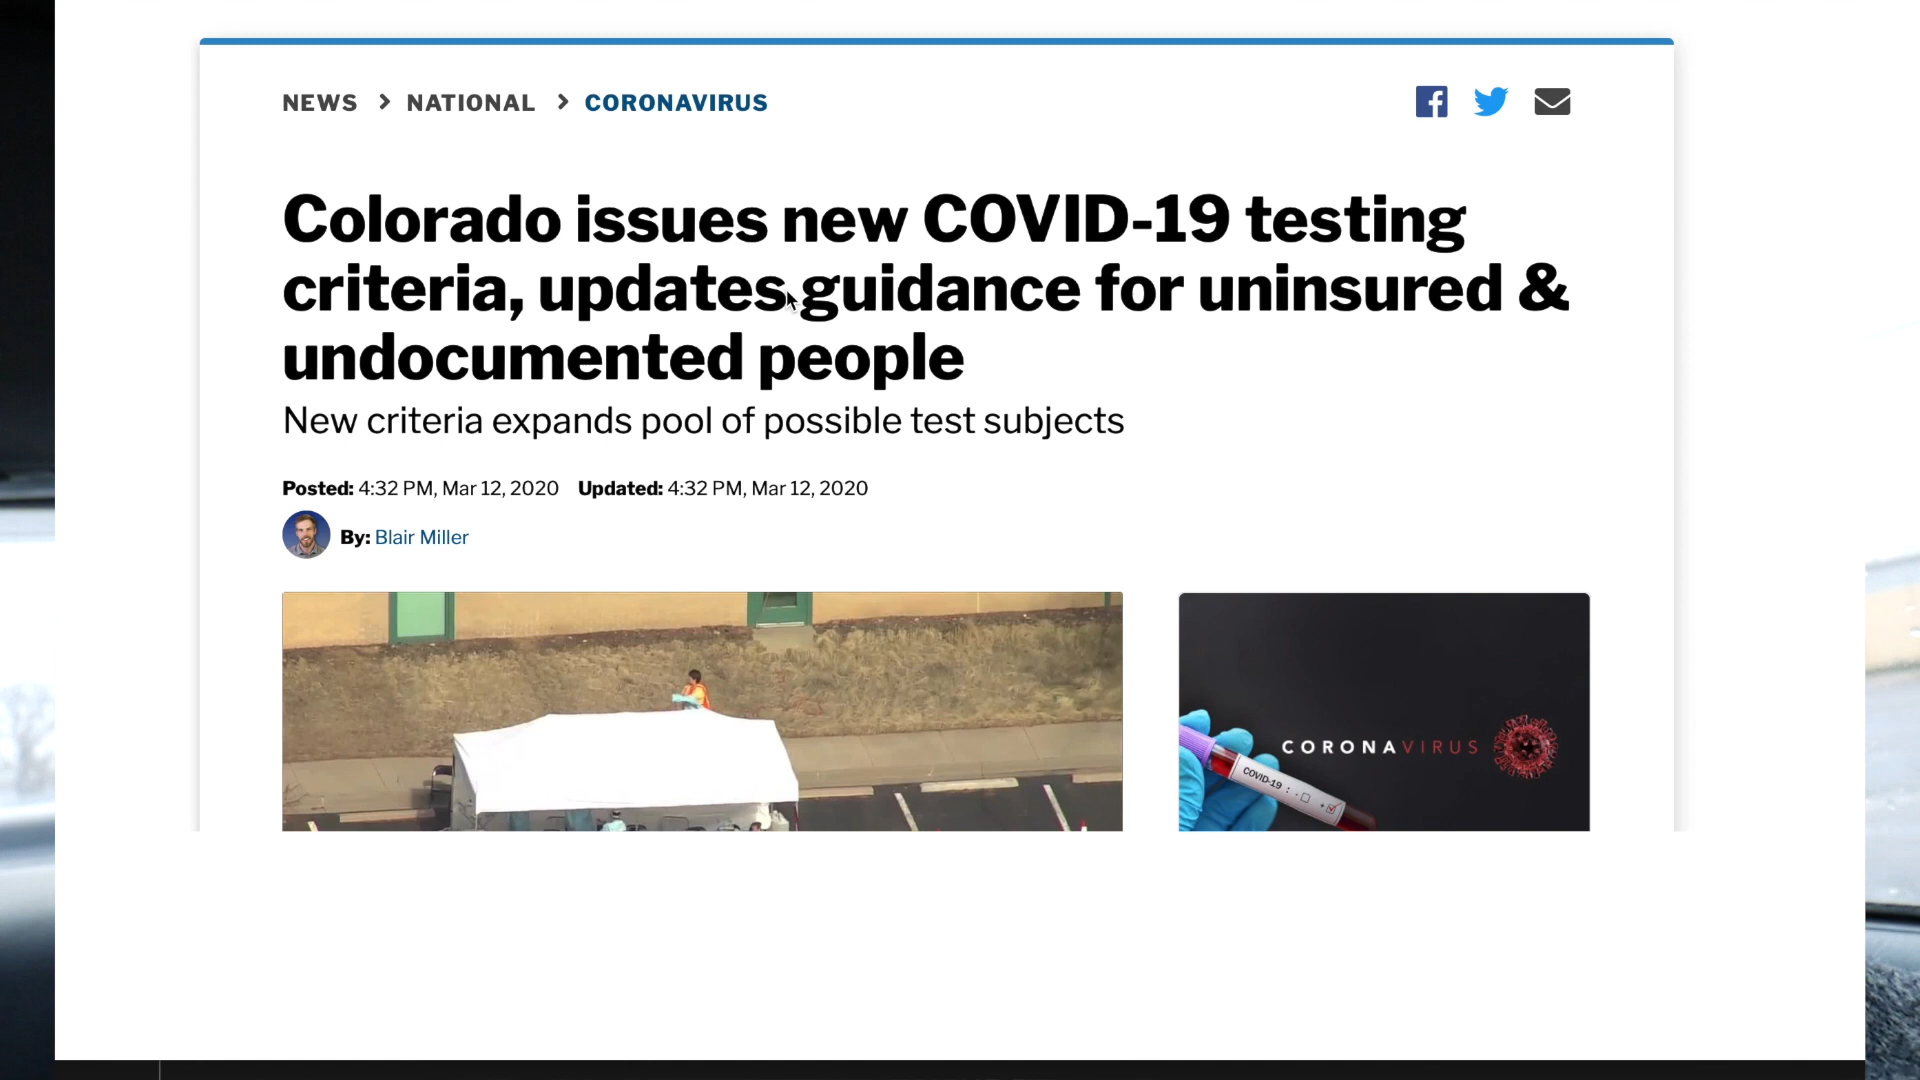 NEWS > NATIONAL > CORONAVIRUS
Colorado issues new COVID-19 testing
criteria, updates guidance for uninsured &
undocumented people
New criteria expands pool of possible test subjects
Posted: 4:32 PM, Mar 12, 2020 Updated: 4:32 PM, Mar 12, 2020
By: Blair Miller
CORONAVIRUS
COVID-19 : - +